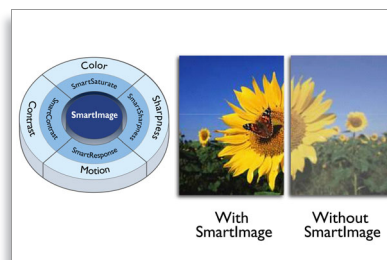 Color
SmartSaturate
Contrast
SmartContrast
SmartImage
SmartSharpness
Sharpness
SmartResponse
Motion
With
SmartImage
Without
SmartImage